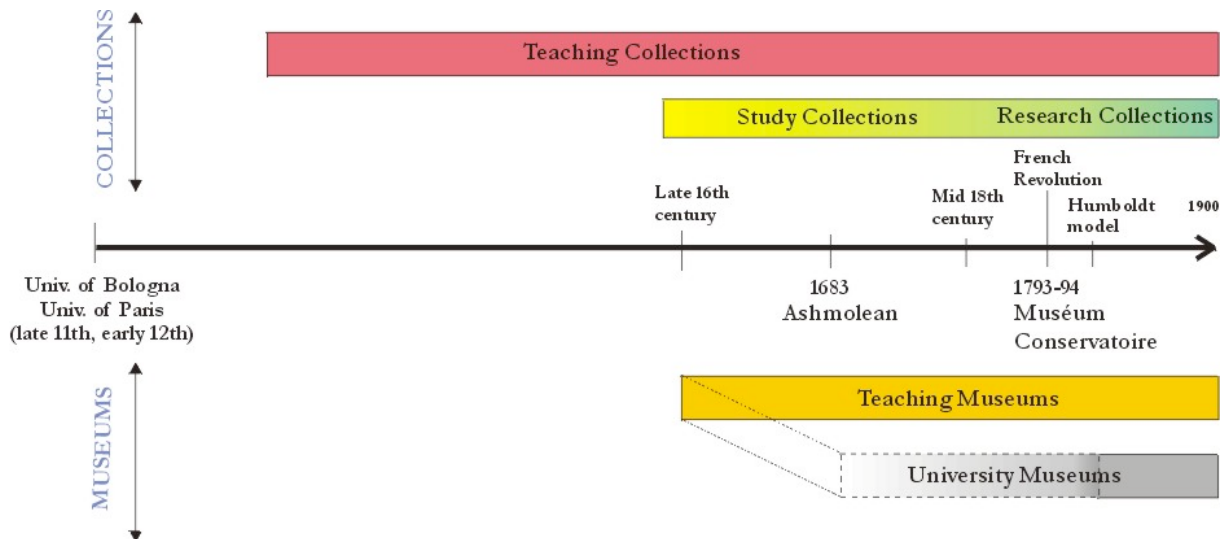 COLLECTIONS
Teaching Collections
Study Collections
Research Collections
French
Revolution
Late 16th
century
Mid 18th
century
Humboldt
model
1900
Univ. of Bologna
Univ. of Paris
(late 11th, early 12th)
1683
Ashmolean
1793-94
Muséum
Conservatoire
MUSEUMS
Teaching Museums
University Museums